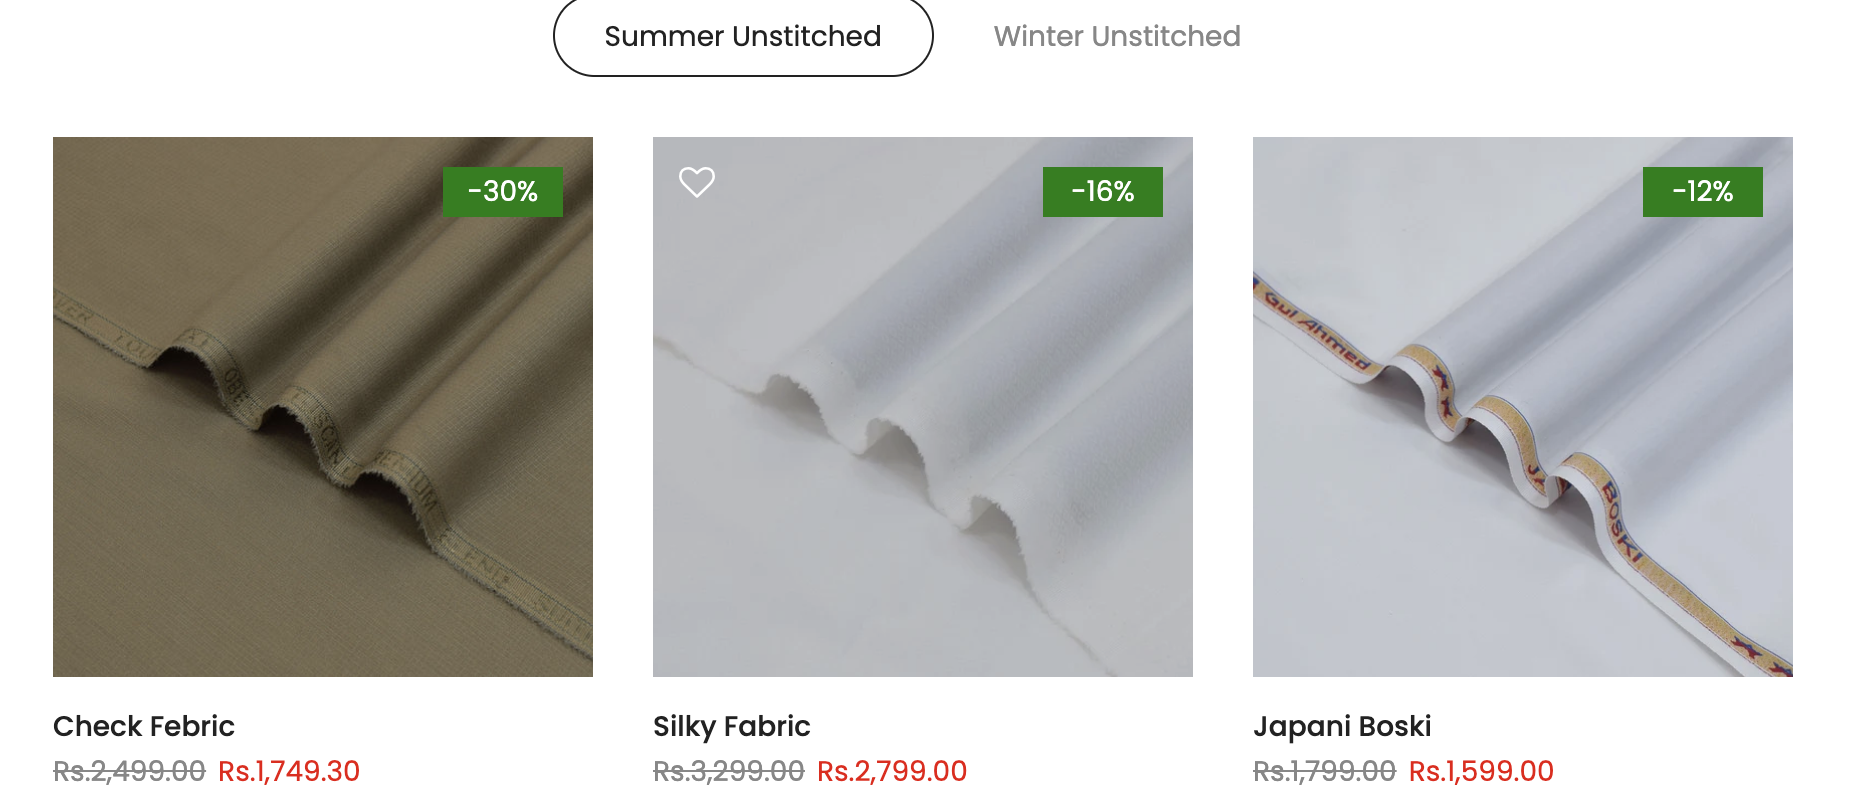 Summer Unstitched
Winter Unstitched
-30%
-16%
-12%
Gul Ahmed
BOSKI
Check Febric
Rs.2,499.00 Rs.1,749.30
Silky Fabric
Rs.3,299.00 Rs.2,799.00
Japani Boski
Rs.1,799.00 Rs.1,599.00